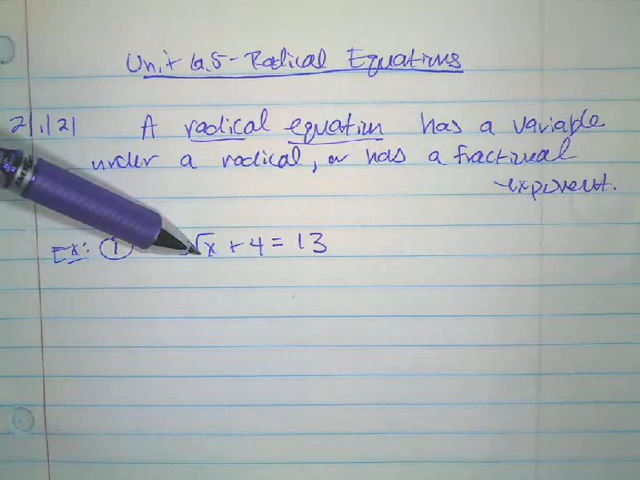 Unit 6.5 - Radical Equations
2/1/21 A radical equation has a variable
under a radical, or has a fractional
exponent.
Ex: ① √x + 4 = 13